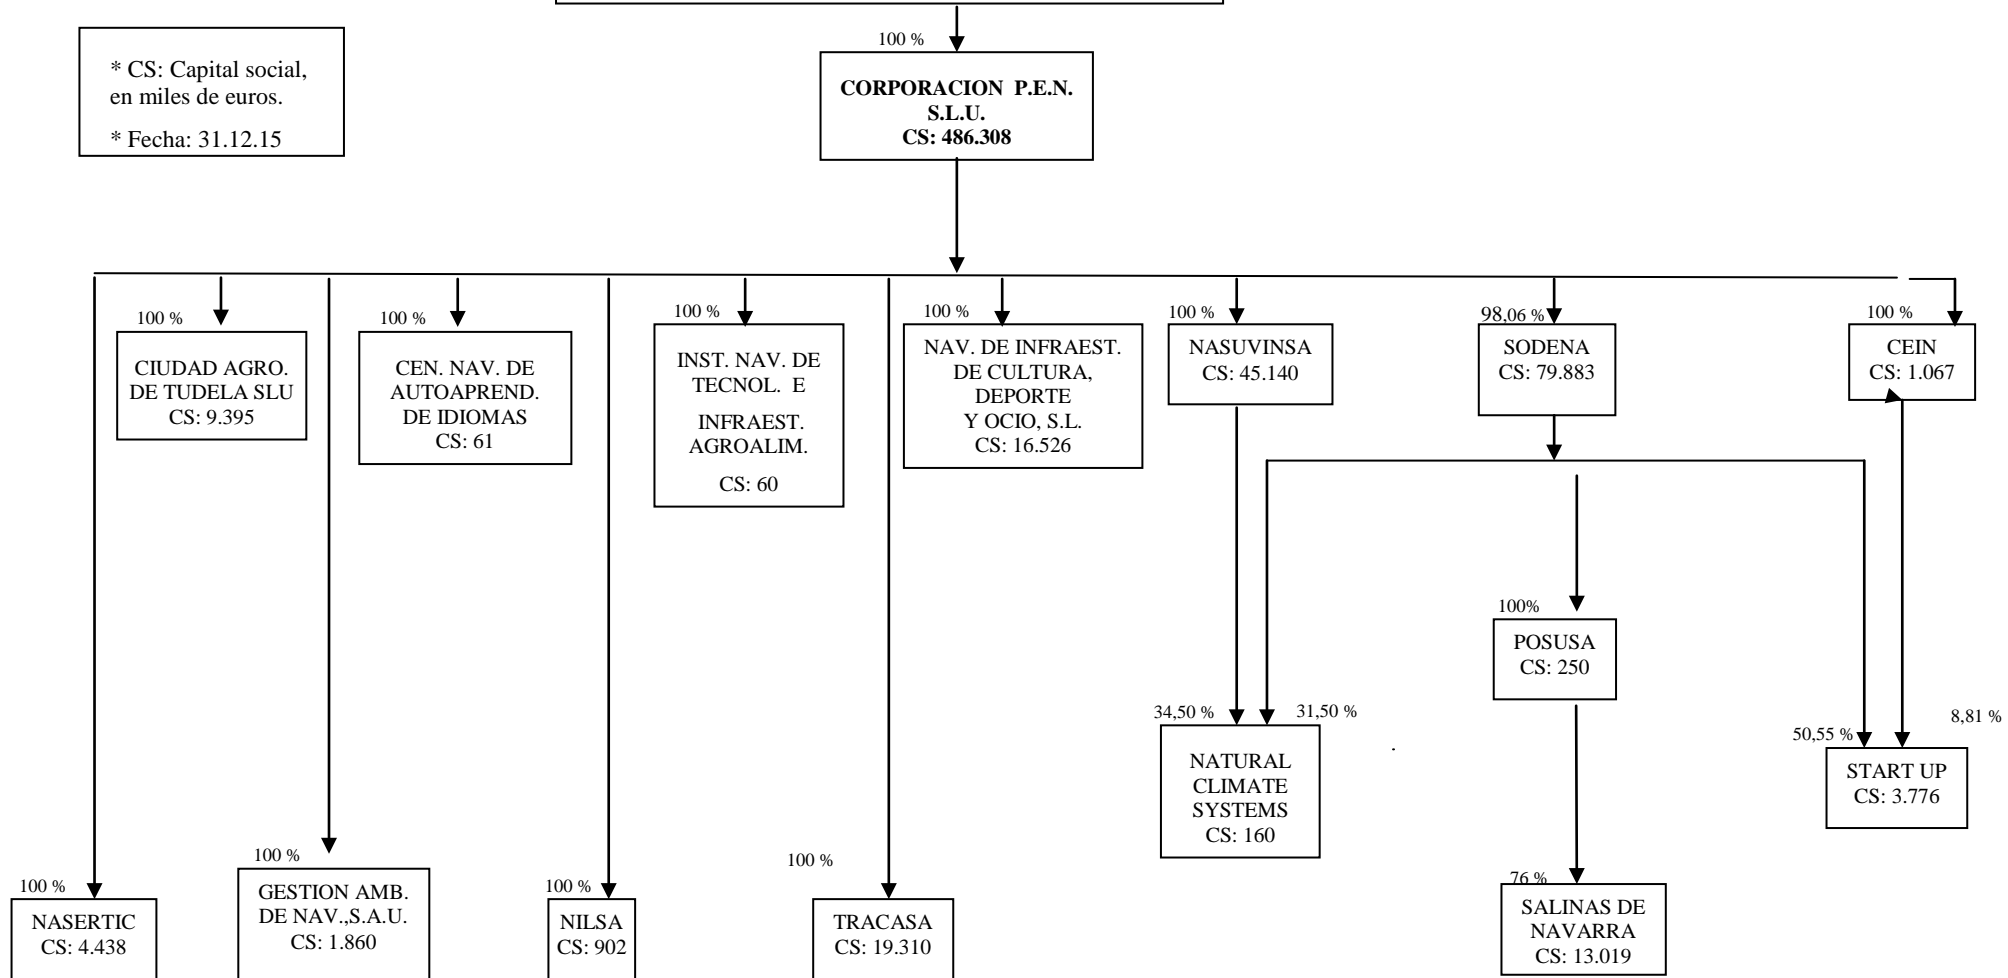 * CS: Capital social,
en miles de euros.
* Fecha: 31.12.15
100 %
CORPORACION P.E.N.
S.L.U.
CS: 486.308
100 %
CIUDAD AGRO.
DE TUDELA SLU
CS: 9.395
100 %
CEN. NAV. DE
AUTOAPREND.
DE IDIOMAS
CS: 61
100 %
INST. NAV. DE
TECNOL. E
INFRAEST.
AGROALIM.
CS: 60
100 %
NAV. DE INFRAEST.
DE CULTURA,
DEPORTE
Y OCIO, S.L.
CS: 16.526
100 %
NASUVINSA
CS: 45.140
98,06 %
SODENA
CS: 79.883
100 %
CEIN
CS: 1.067
100%
POSUSA
CS: 250
34,50 %
31,50 %
NATURAL
CLIMATE
SYSTEMS
CS: 160
50,55 %
8,81 %
START UP
CS: 3.776
100 %
NASERTIC
CS: 4.438
100 %
GESTION AMB.
DE NAV.,S.A.U.
CS: 1.860
100 %
NILSA
CS: 902
100 %
TRACASA
CS: 19.310
76 %
SALINAS DE
NAVARRA
CS: 13.019